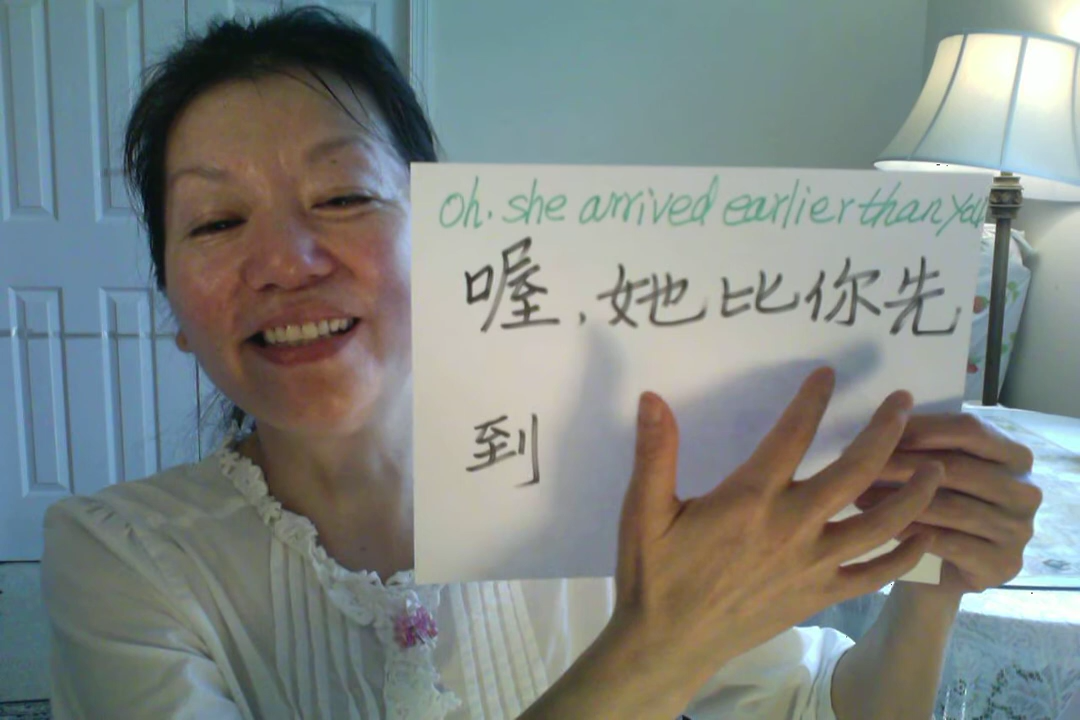 oh. she arrived earlier than you
喔，她比你先
到